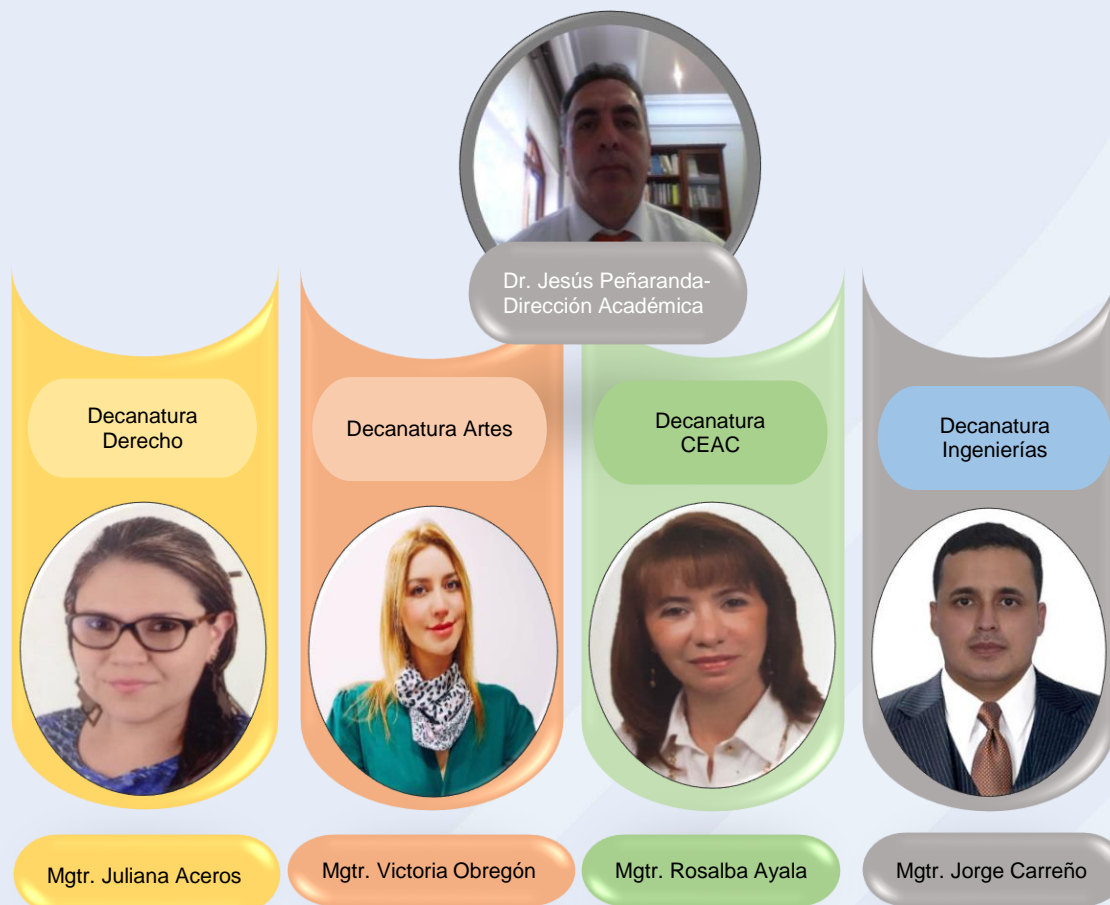 Dr. Jesús Peñaranda-
Dirección Académica
Decanatura
Derecho
Decanatura Artes
Decanatura
CEAC
Decanatura
Ingenierías
Mgtr. Juliana Aceros
Mgtr. Victoria Obregón
Mgtr. Rosalba Ayala
Mgtr. Jorge Carreño